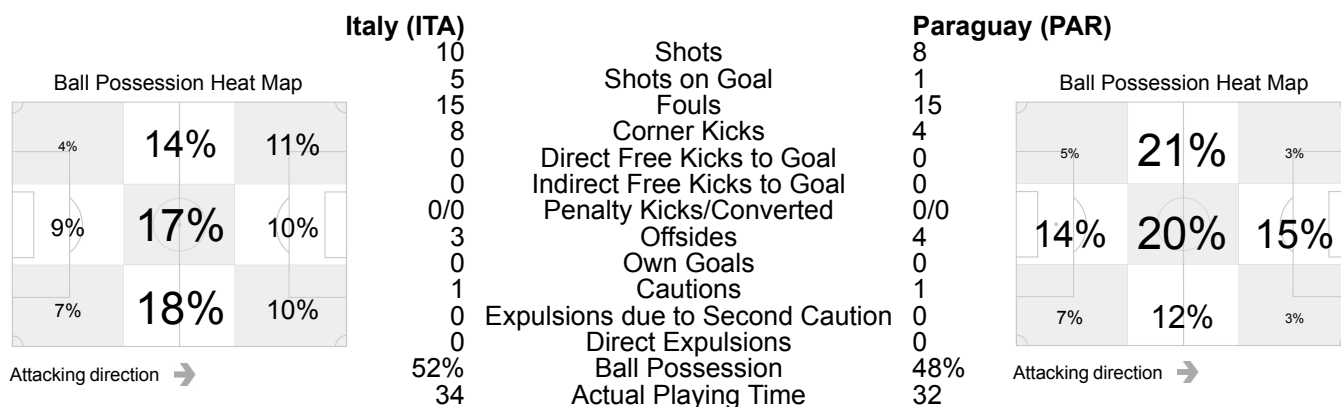 Italy (ITA) Paraguay (PAR)
10 Shots 8
Ball Possession Heat Map 5 Shots on Goal 1 Ball Possession Heat Map
15 Fouls 15
4% 14% 11% 8 Corner Kicks 4 5% 21% 3%
0 Direct Free Kicks to Goal 0
0 Indirect Free Kicks to Goal 0
9% 17% 10% 0/0 Penalty Kicks/Converted 0/0 14% 20% 15%
3 Offsides 4
0 Own Goals 0
1 Cautions 1
7% 18% 10% 0 Expulsions due to Second Caution 0 7% 12% 3%
0 Direct Expulsions 0
Attacking direction 52% Ball Possession 48% Attacking direction
34 Actual Playing Time 32